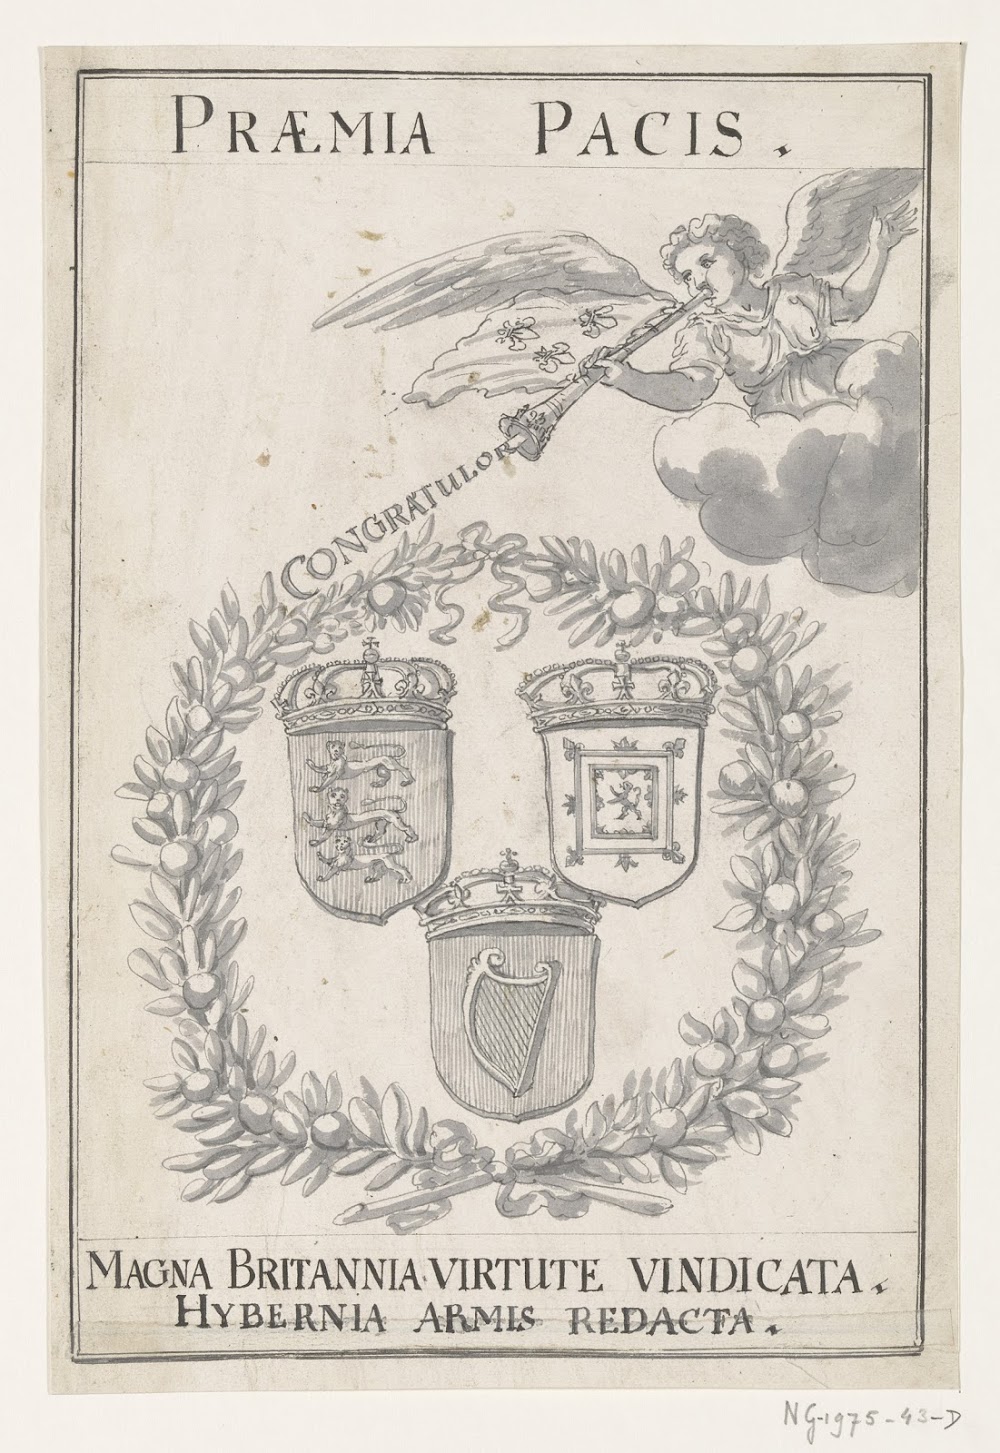 PRÆMIA PACIS.
CONGRATULOR
MAGNA BRITANNIA VIRTUTE VINDICATA.
HYBERNIA ARMIS REDACTA.
NG-1975-43-D